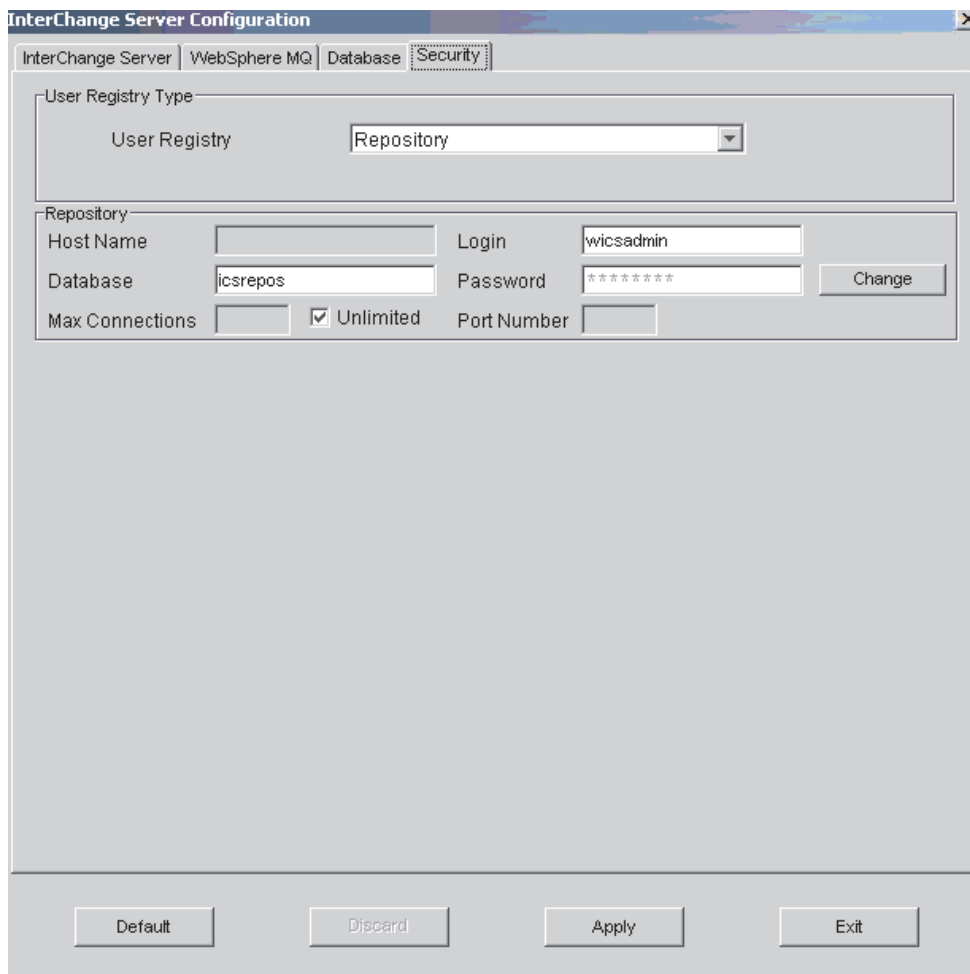 InterChange Server Configuration
InterChange Server WebSphere MQ Database Security
User Registry Type
User Registry Repository
Repository
Host Name Login wicsadmin
Database icsrepos Password ******** Change
Max Connections Unlimited Port Number
Default Discard Apply Exit